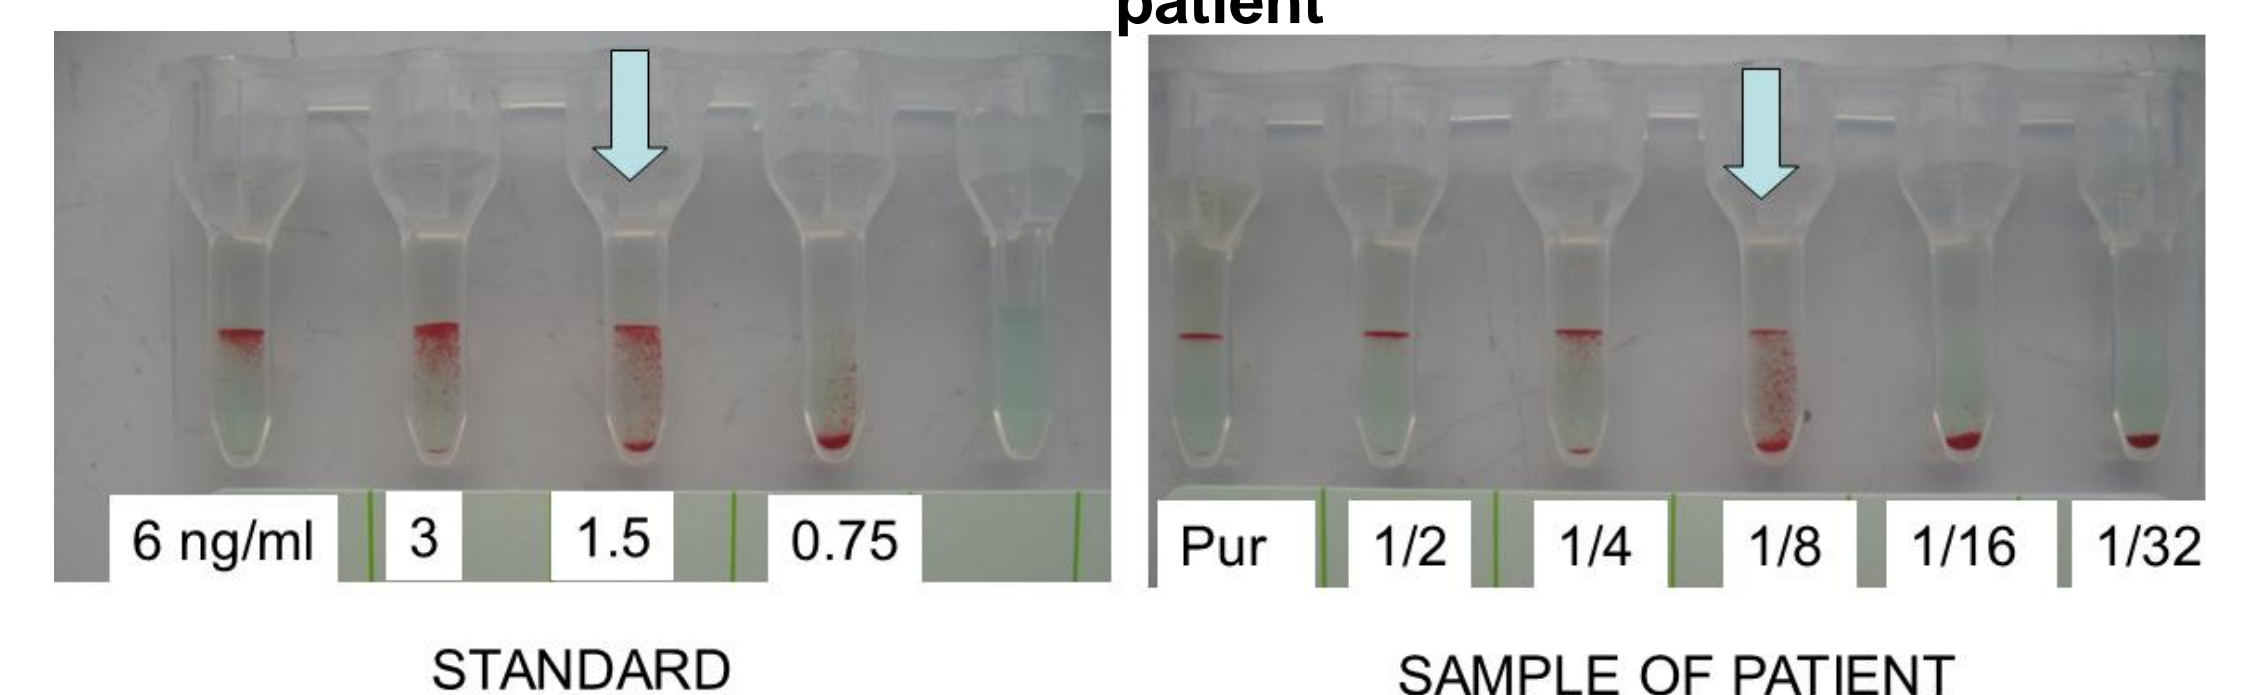 patient
6 ng/ml 3 1.5 0.75
Pur 1/2 1/4 1/8 1/16 1/32
STANDARD
SAMPLE OF PATIENT